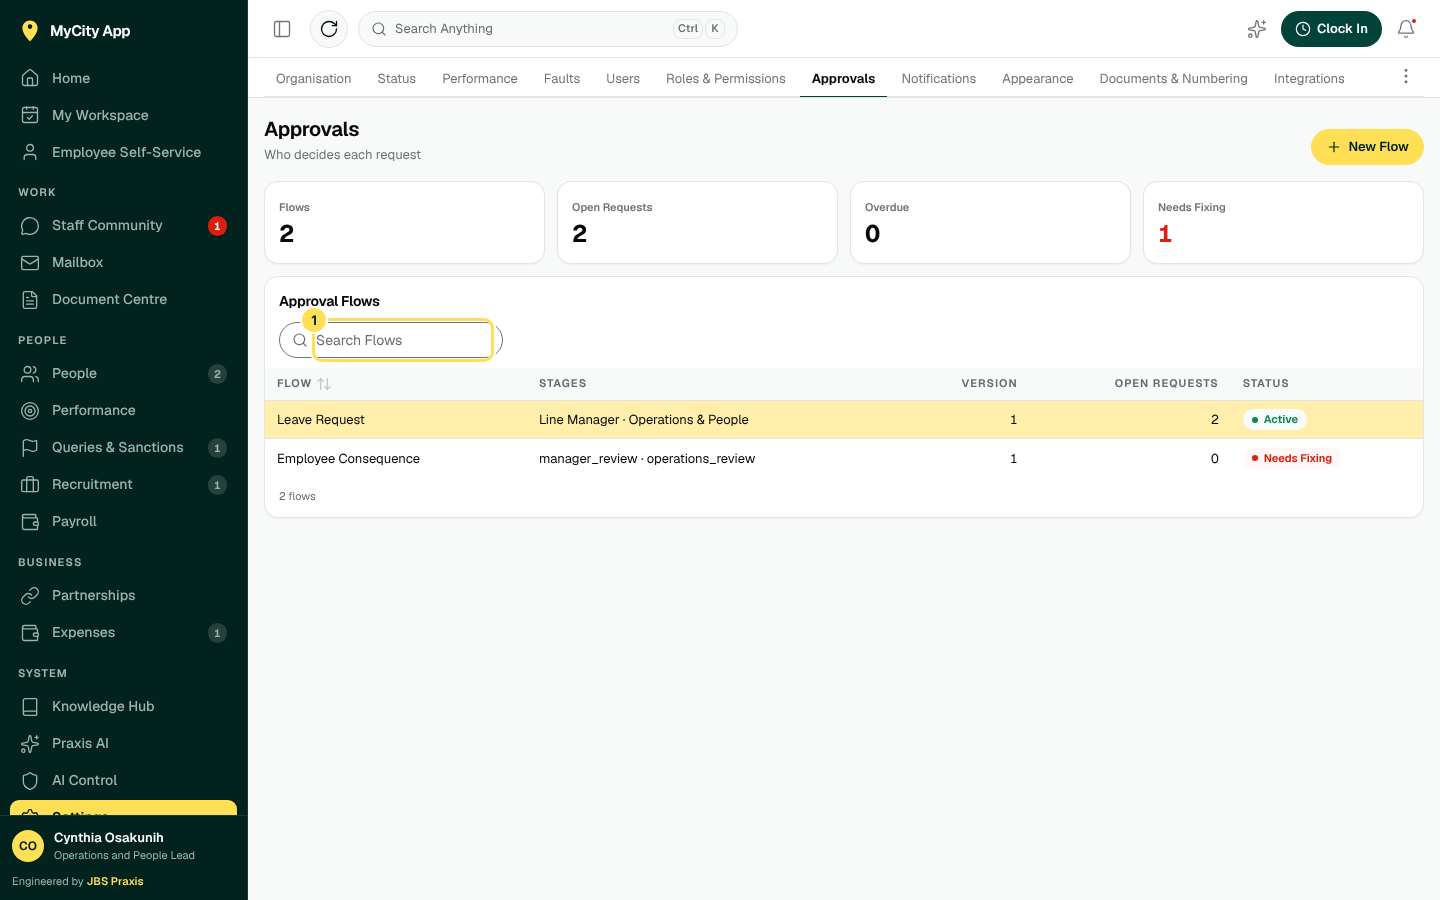 MyCity App
Home
My Workspace
Employee Self-Service
WORK
Staff Community 1
Mailbox
Document Centre
PEOPLE
People 2
Performance
Queries & Sanctions 1
Recruitment 1
Payroll
BUSINESS
Partnerships
Expenses 1
SYSTEM
Knowledge Hub
Praxis AI
AI Control
Settings
CO
Cynthia Osakunih
Operations and People Lead
Engineered by JBS Praxis
Search Anything Ctrl K
Clock In
Organisation Status Performance Faults Users Roles & Permissions Approvals Notifications Appearance Documents & Numbering Integrations
Approvals
Who decides each request
New Flow
Flows
2
Open Requests
2
Overdue
0
Needs Fixing
1
Approval Flows
1
Search Flows
FLOW STAGES VERSION OPEN REQUESTS STATUS
Leave Request Line Manager · Operations & People 1 2 Active
Employee Consequence manager_review · operations_review 1 0 Needs Fixing
2 flows